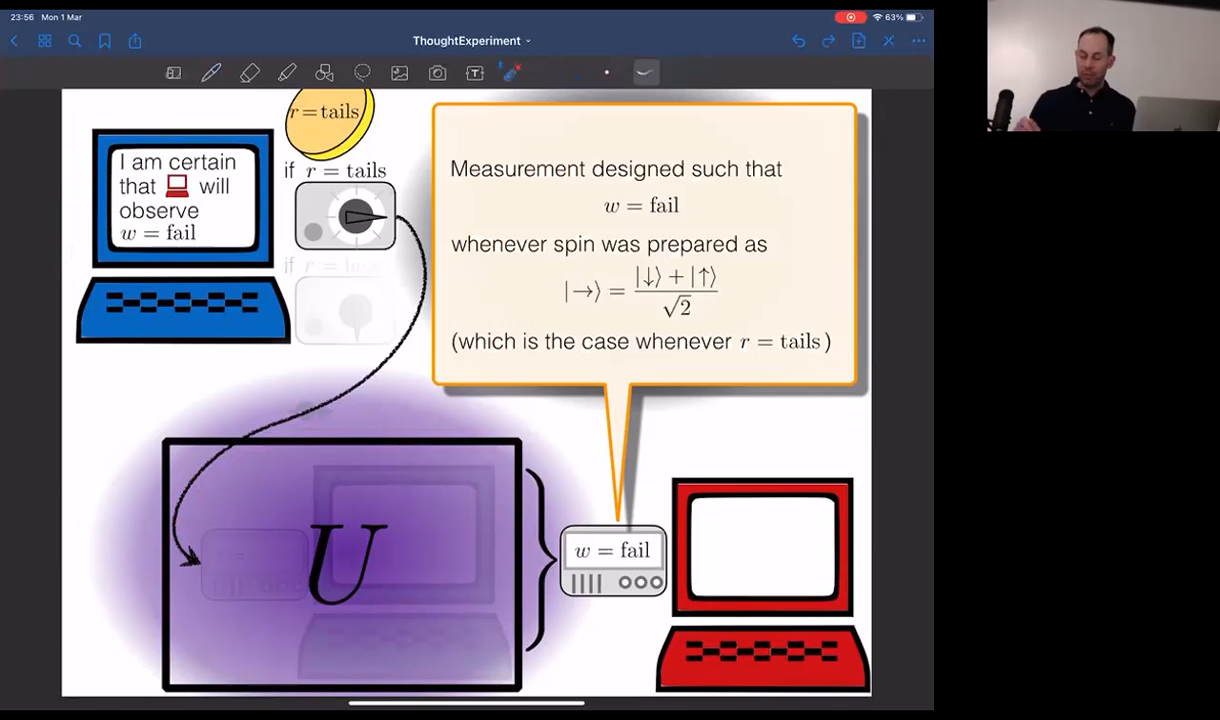 23:56 Mon 1 Mar
63%
ThoughtExperiment
T
r = tails
I am certain
that will
observe
w = fail
if r = tails
Measurement designed such that
w = fail
whenever spin was prepared as
|→⟩ = |↓⟩ + |↑⟩ / √2
(which is the case whenever r = tails )
U
w = fail